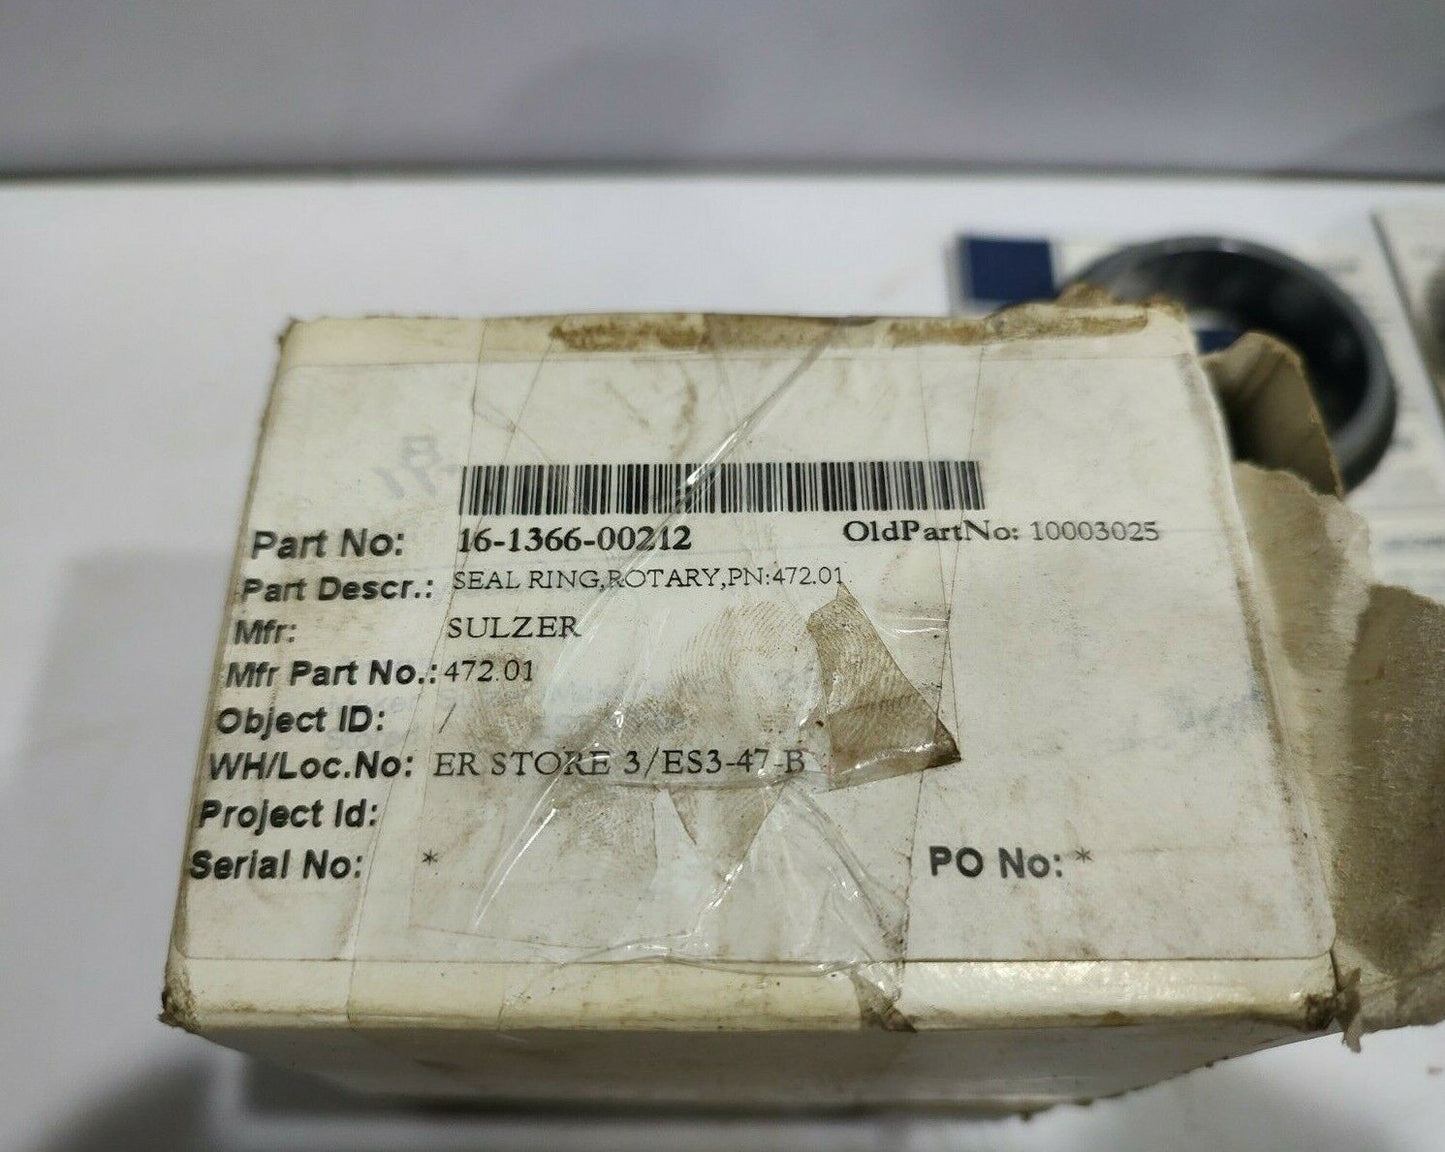 Part No: 16-1366-00212 OldPartNo: 10003025
Part Descr.: SEAL RING,ROTARY,PN:472.01
Mfr: SULZER
Mfr Part No.: 472.01
Object ID: /
WH/Loc.No: ER STORE 3/ES3-47-B
Project Id:
Serial No: * PO No: *